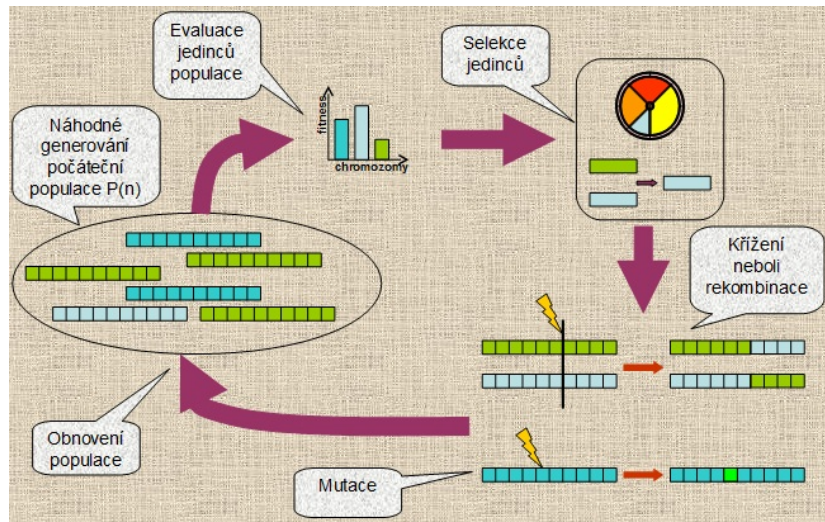 Evaluace
jedinců
populace
Selekce
jedinců
Náhodné
generování
počáteční
populace P(n)
fitness
chromozomy
Křížení
neboli
rekombinace
Obnovení
populace
Mutace